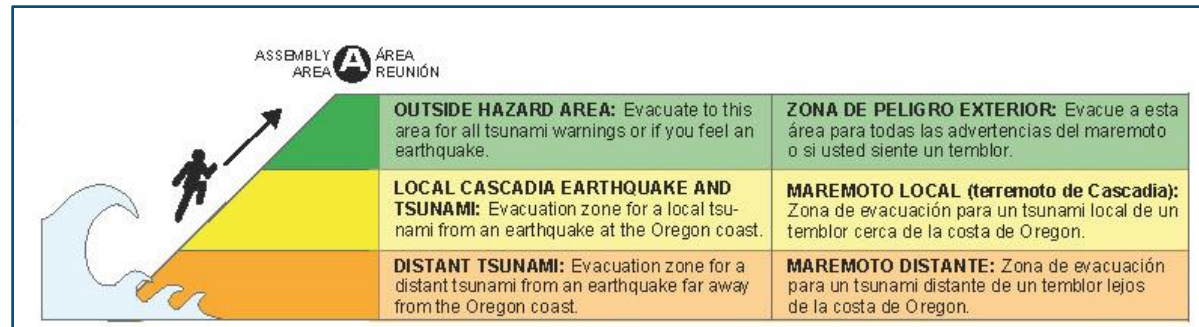 ASSEMBLY AREA
A
ÁREA REUNIÓN
OUTSIDE HAZARD AREA: Evacuate to this
area for all tsunami warnings or if you feel an
earthquake.
ZONA DE PELIGRO EXTERIOR: Evacue a esta
área para todas las advertencias del maremoto
o si usted siente un temblor.
LOCAL CASCADIA EARTHQUAKE AND
TSUNAMI: Evacuation zone for a local tsu-
nami from an earthquake at the Oregon coast.
MAREMOTO LOCAL (terremoto de Cascadia):
Zona de evacuación para un tsunami local de un
temblor cerca de la costa de Oregon.
DISTANT TSUNAMI: Evacuation zone for a
distant tsunami from an earthquake far away
from the Oregon coast.
MAREMOTO DISTANTE: Zona de evacuación
para un tsunami distante de un temblor lejos
de la costa de Oregon.